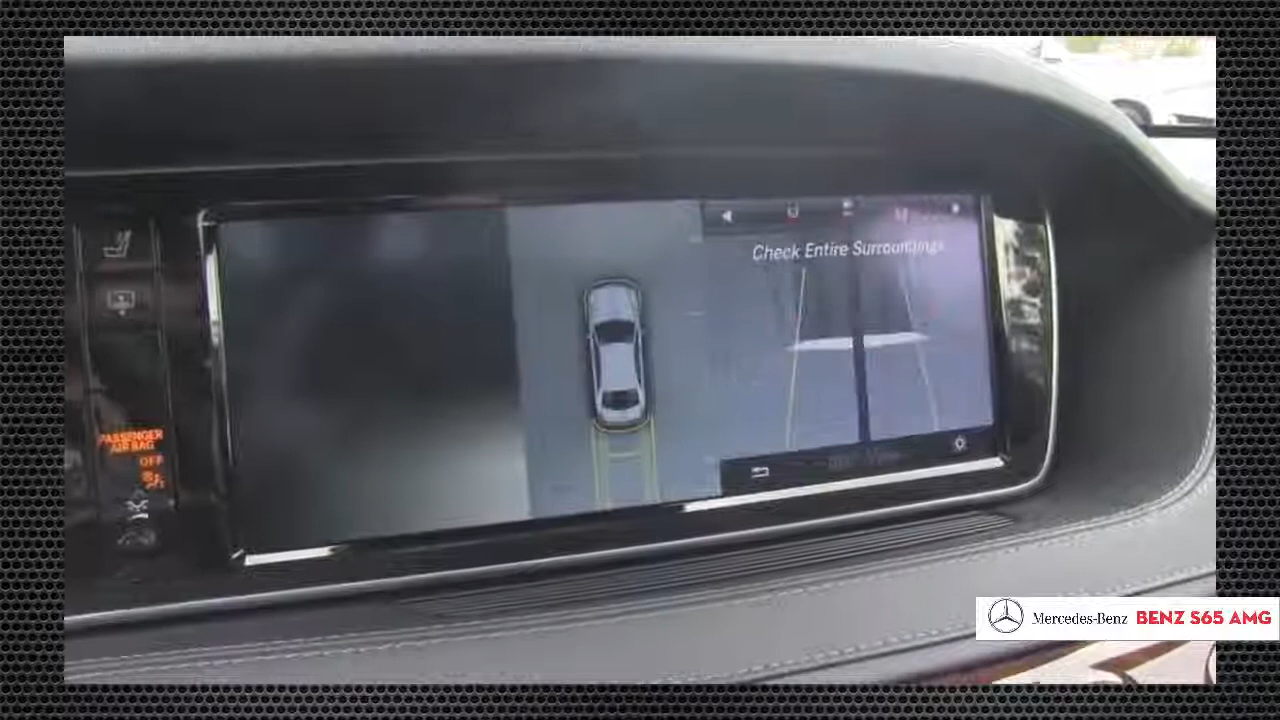 Check Entire Surroundings
PASSENGER
AIR BAG
OFF
Mercedes-Benz BENZ S65 AMG